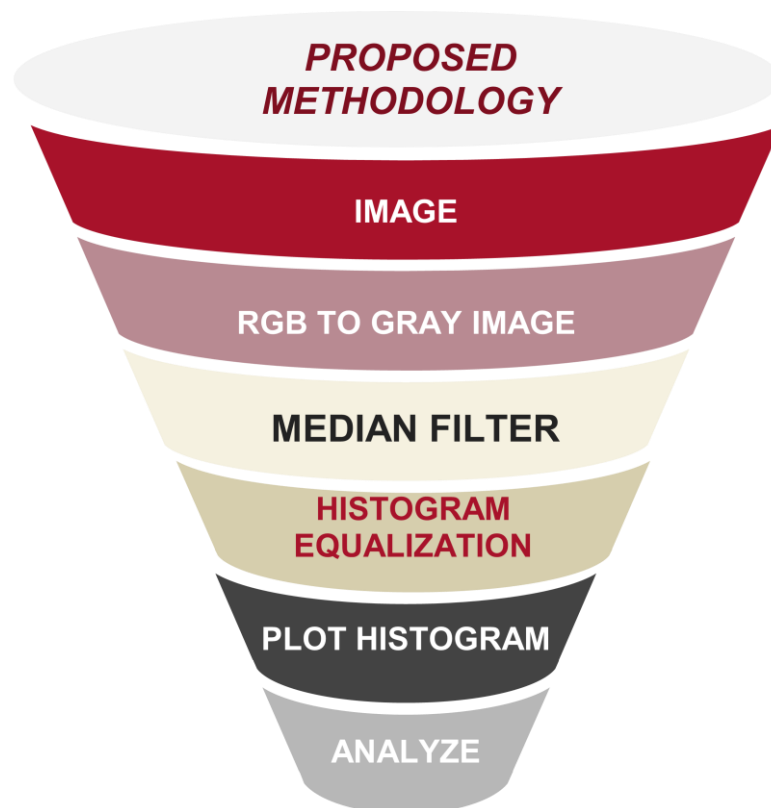 PROPOSED
METHODOLOGY
IMAGE
RGB TO GRAY IMAGE
MEDIAN FILTER
HISTOGRAM
EQUALIZATION
PLOT HISTOGRAM
ANALYZE